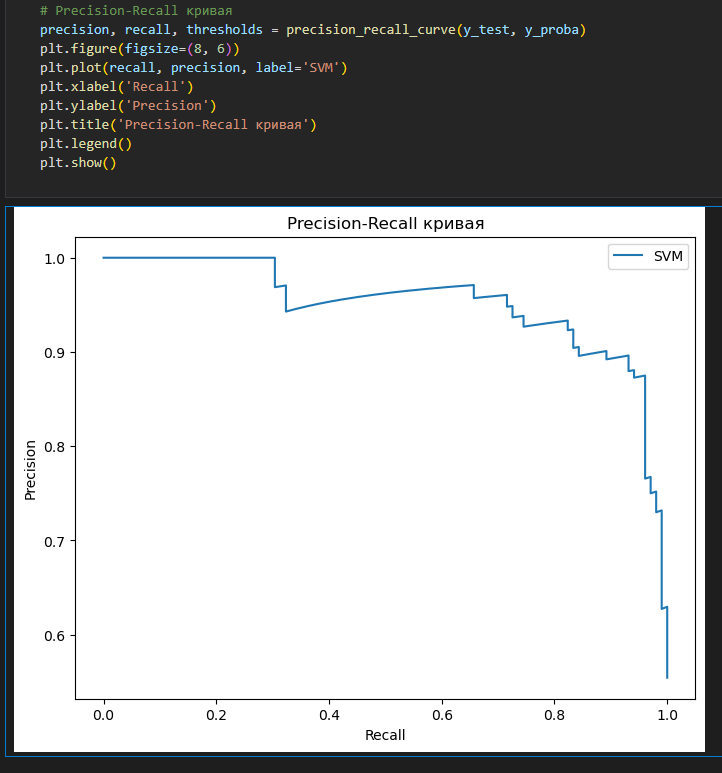 # Precision-Recall кривая
precision, recall, thresholds = precision_recall_curve(y_test, y_proba)
plt.figure(figsize=(8, 6))
plt.plot(recall, precision, label='SVM')
plt.xlabel('Recall')
plt.ylabel('Precision')
plt.title('Precision-Recall кривая')
plt.legend()
plt.show()
Precision-Recall кривая
SVM
1.0
0.9
0.8
0.7
0.6
Precision
0.0 0.2 0.4 0.6 0.8 1.0
Recall